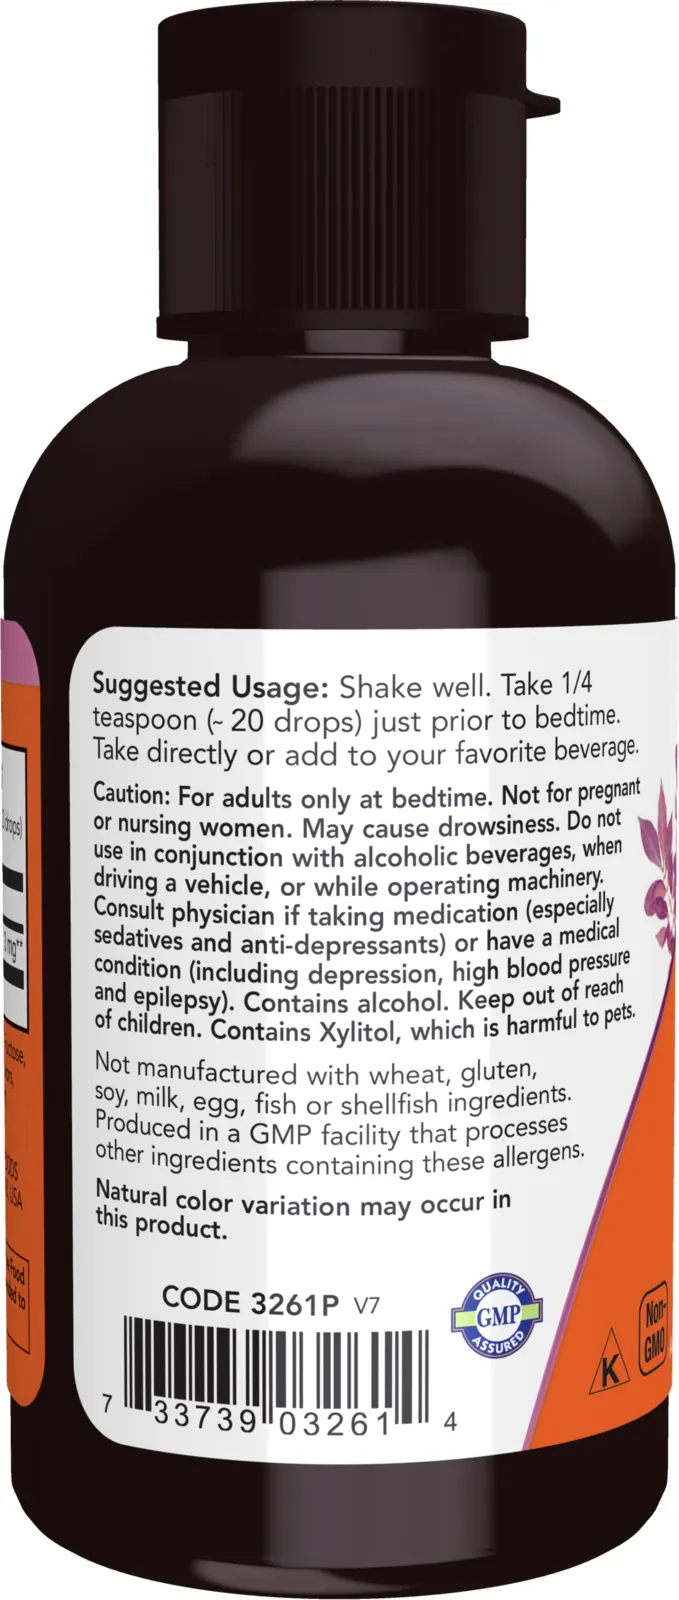 Suggested Usage: Shake well. Take 1/4
teaspoon (~ 20 drops) just prior to bedtime.
Take directly or add to your favorite beverage.
Caution: For adults only at bedtime. Not for pregnant
or nursing women. May cause drowsiness. Do not
use in conjunction with alcoholic beverages, when
driving a vehicle, or while operating machinery.
Consult physician if taking medication (especially
sedatives and anti-depressants) or have a medical
condition (including depression, high blood pressure
and epilepsy). Contains alcohol. Keep out of reach
of children. Contains Xylitol, which is harmful to pets.
Not manufactured with wheat, gluten,
soy, milk, egg, fish or shellfish ingredients.
Produced in a GMP facility that processes
other ingredients containing these allergens.
Natural color variation may occur in
this product.
CODE 3261P V7
7 33739 03261 4
QUALITY
GMP
ASSURED
K
Non-
GMO
drops)
mg**
USA
Food
to